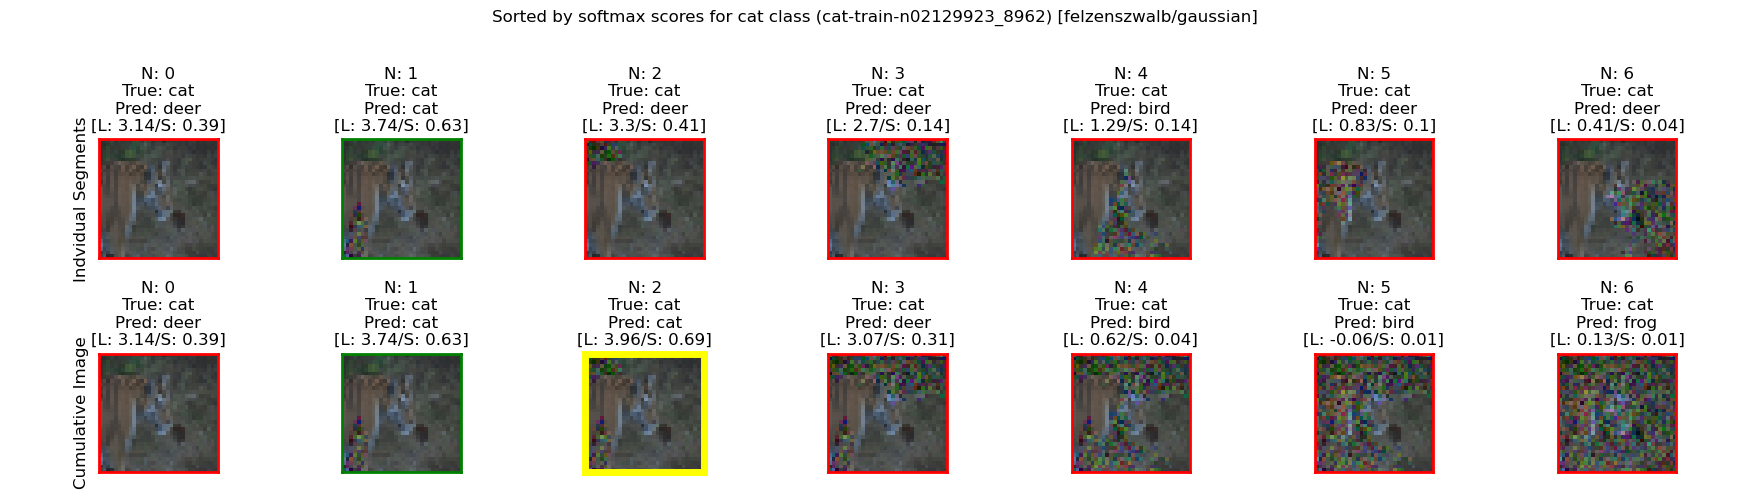 Sorted by softmax scores for cat class (cat-train-n02129923_8962) [felzenszwalb/gaussian]
Indvidual Segments
N: 0
True: cat
Pred: deer
[L: 3.14/S: 0.39]
N: 1
True: cat
Pred: cat
[L: 3.74/S: 0.63]
N: 2
True: cat
Pred: deer
[L: 3.3/S: 0.41]
N: 3
True: cat
Pred: deer
[L: 2.7/S: 0.14]
N: 4
True: cat
Pred: bird
[L: 1.29/S: 0.14]
N: 5
True: cat
Pred: deer
[L: 0.83/S: 0.1]
N: 6
True: cat
Pred: deer
[L: 0.41/S: 0.04]
Cumulative Image
N: 0
True: cat
Pred: deer
[L: 3.14/S: 0.39]
N: 1
True: cat
Pred: cat
[L: 3.74/S: 0.63]
N: 2
True: cat
Pred: cat
[L: 3.96/S: 0.69]
N: 3
True: cat
Pred: deer
[L: 3.07/S: 0.31]
N: 4
True: cat
Pred: bird
[L: 0.62/S: 0.04]
N: 5
True: cat
Pred: bird
[L: -0.06/S: 0.01]
N: 6
True: cat
Pred: frog
[L: 0.13/S: 0.01]